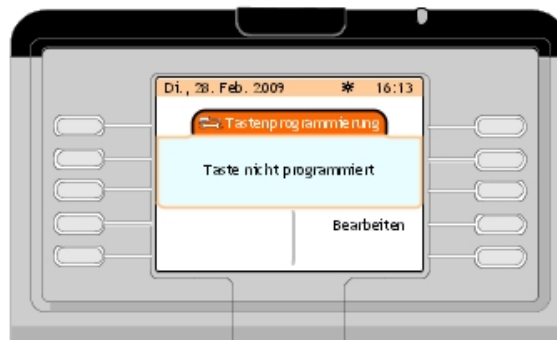 Di., 28. Feb. 2009 16:13
Tastenprogrammierung
Taste nicht programmiert
Bearbeiten